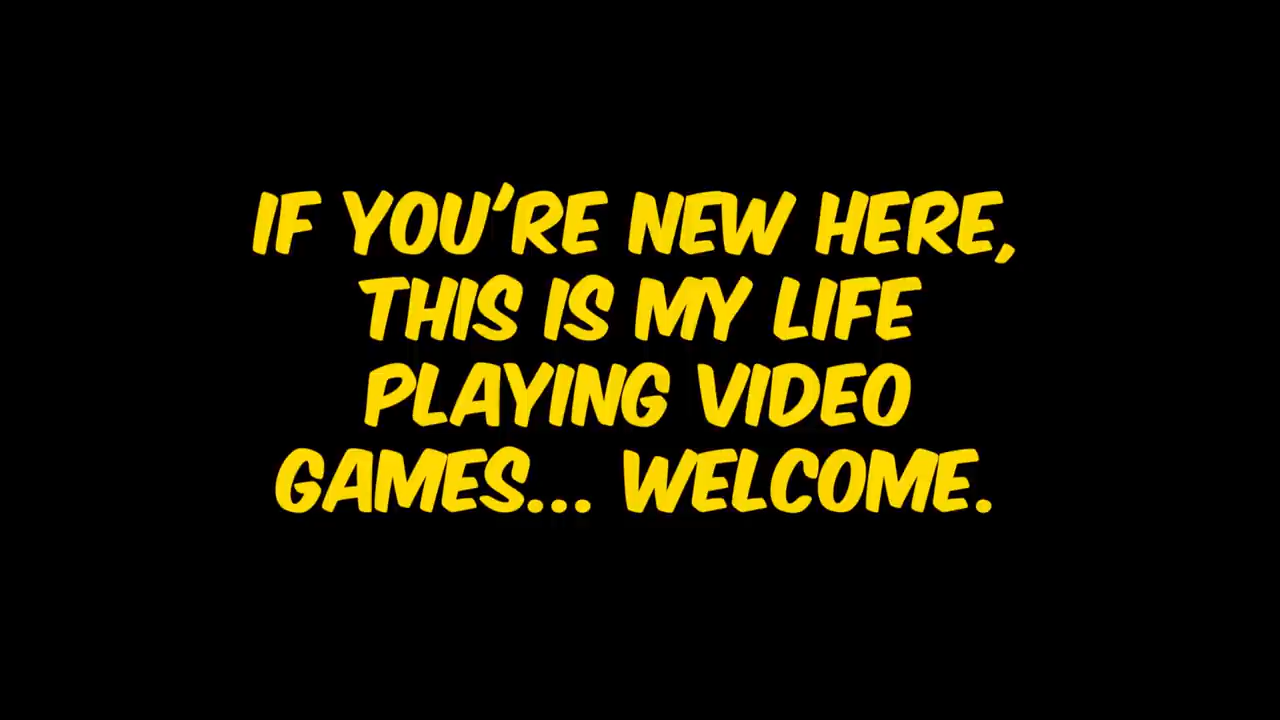 IF YOU'RE NEW HERE,
THIS IS MY LIFE
PLAYING VIDEO
GAMES... WELCOME.